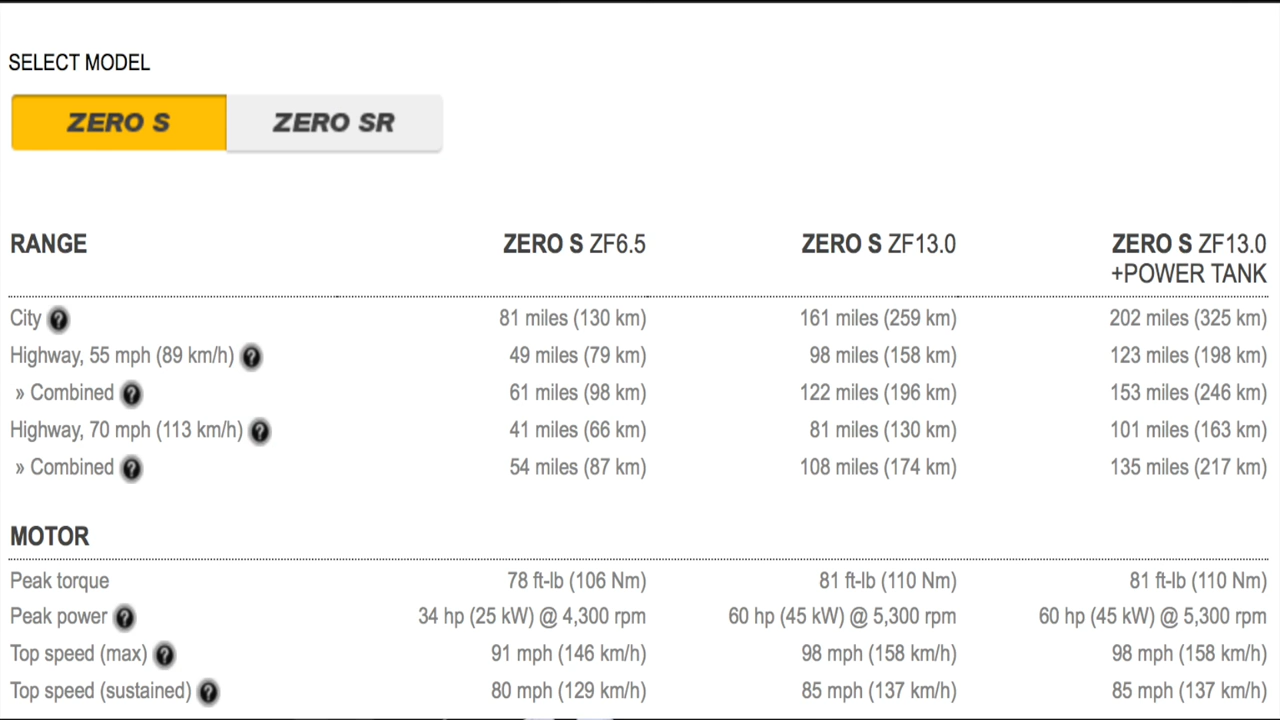 SELECT MODEL
ZERO S ZERO SR
RANGE ZERO S ZF6.5 ZERO S ZF13.0 ZERO S ZF13.0
+POWER TANK
City ? 81 miles (130 km) 161 miles (259 km) 202 miles (325 km)
Highway, 55 mph (89 km/h) ? 49 miles (79 km) 98 miles (158 km) 123 miles (198 km)
» Combined ? 61 miles (98 km) 122 miles (196 km) 153 miles (246 km)
Highway, 70 mph (113 km/h) ? 41 miles (66 km) 81 miles (130 km) 101 miles (163 km)
» Combined ? 54 miles (87 km) 108 miles (174 km) 135 miles (217 km)
MOTOR
Peak torque 78 ft-lb (106 Nm) 81 ft-lb (110 Nm) 81 ft-lb (110 Nm)
Peak power ? 34 hp (25 kW) @ 4,300 rpm 60 hp (45 kW) @ 5,300 rpm 60 hp (45 kW) @ 5,300 rpm
Top speed (max) ? 91 mph (146 km/h) 98 mph (158 km/h) 98 mph (158 km/h)
Top speed (sustained) ? 80 mph (129 km/h) 85 mph (137 km/h) 85 mph (137 km/h)